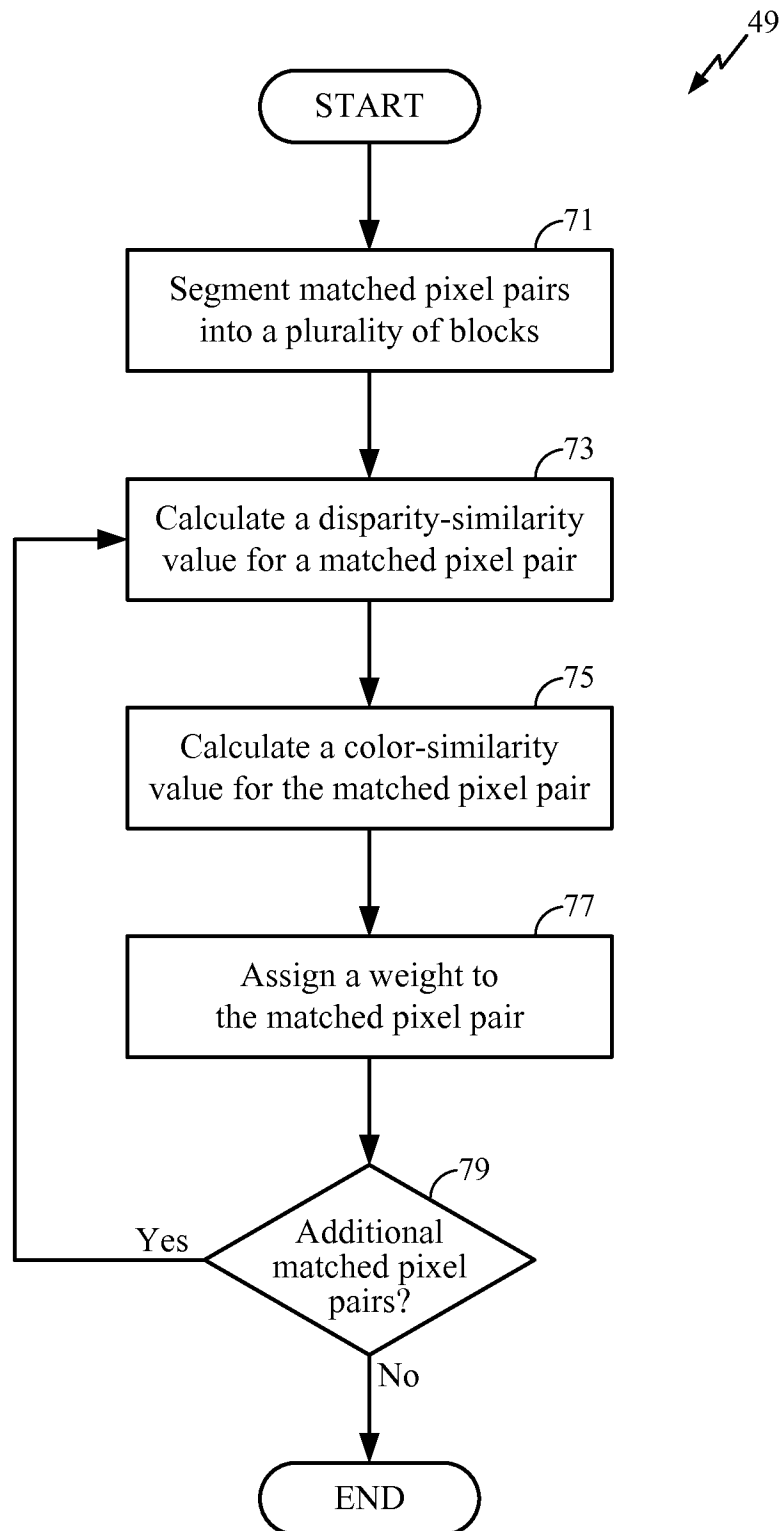 49
START
71
Segment matched pixel pairs
into a plurality of blocks
73
Calculate a disparity-similarity
value for a matched pixel pair
75
Calculate a color-similarity
value for the matched pixel pair
77
Assign a weight to
the matched pixel pair
79
Additional
matched pixel
pairs?
Yes
No
END